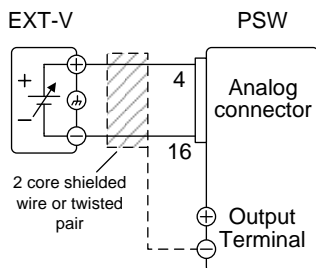 EXT-V
PSW
+
−
+
−
4
16
Analog
connector
2 core shielded
wire or twisted
pair
+
−
Output
Terminal